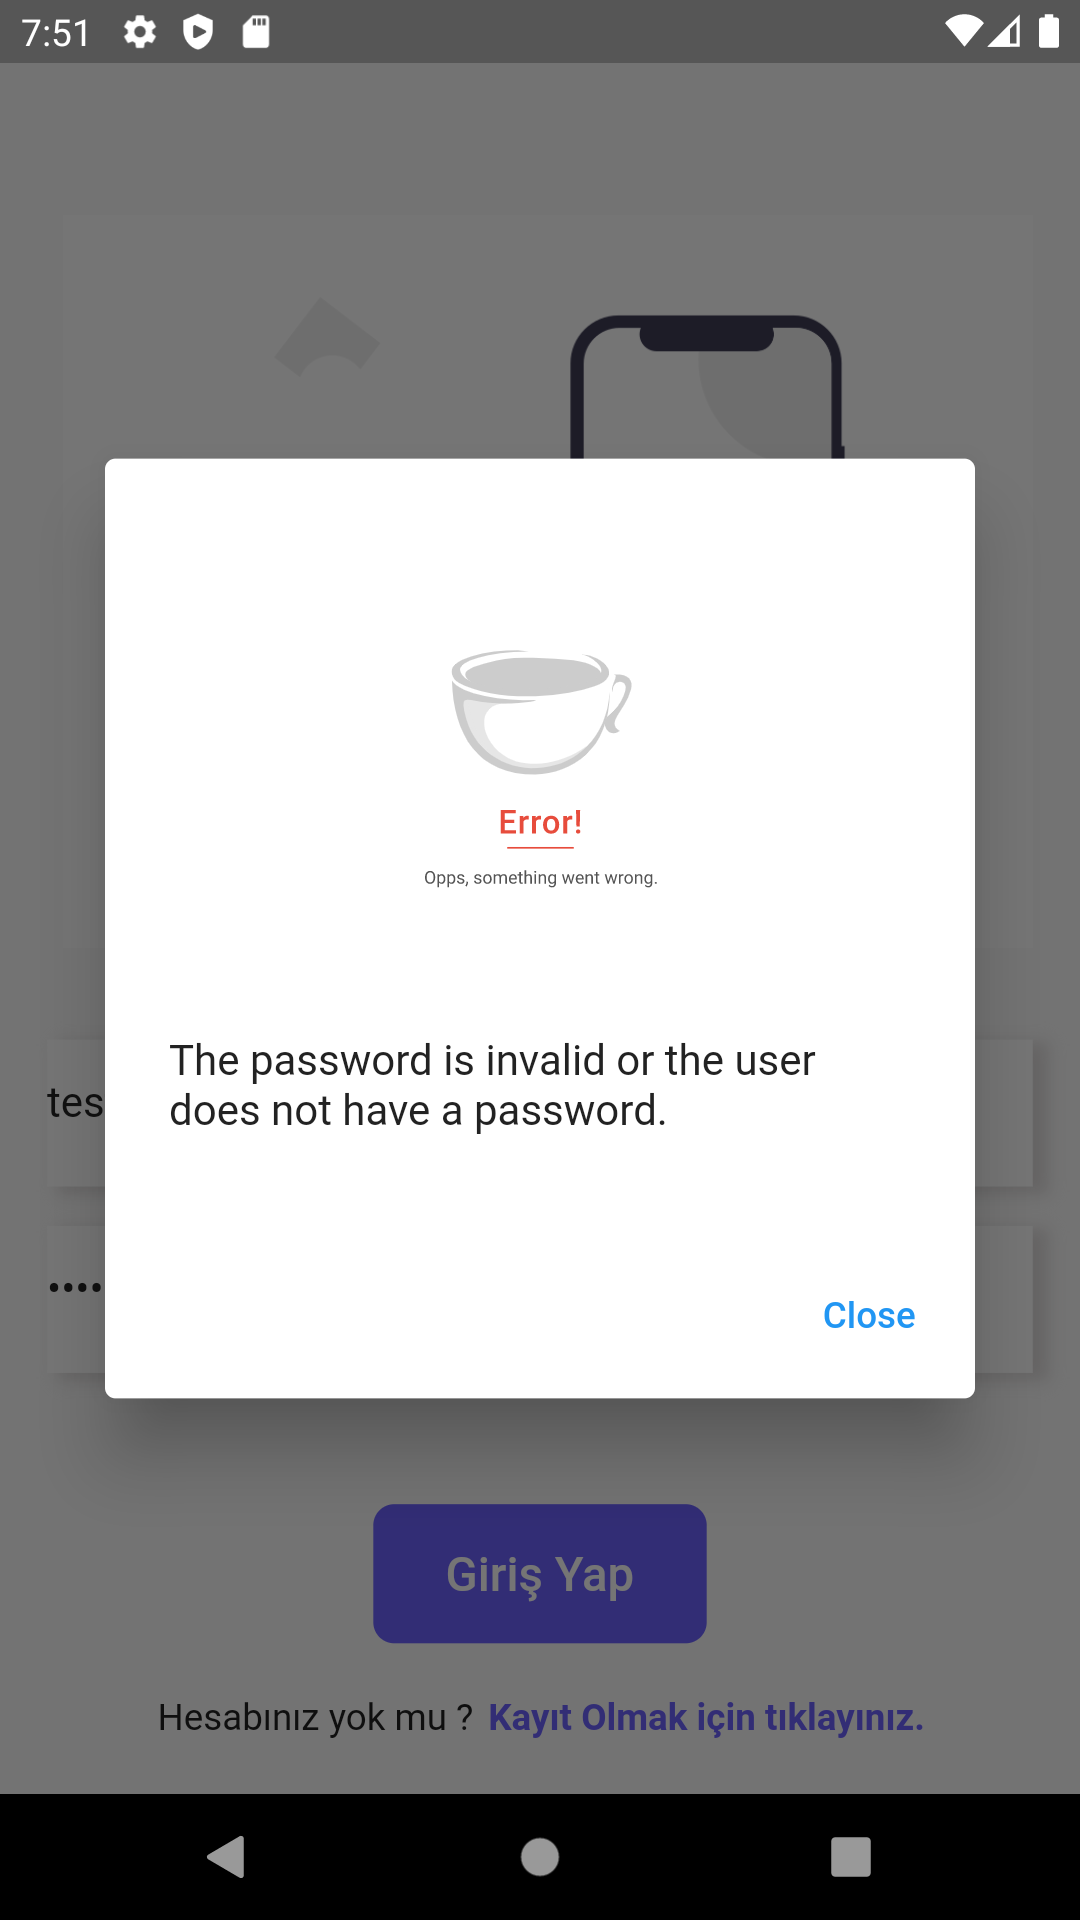 7:51
Error!
Opps, something went wrong.
The password is invalid or the user
does not have a password.
tes
••••
Close
Giriş Yap
Hesabınız yok mu ? Kayıt Olmak için tıklayınız.